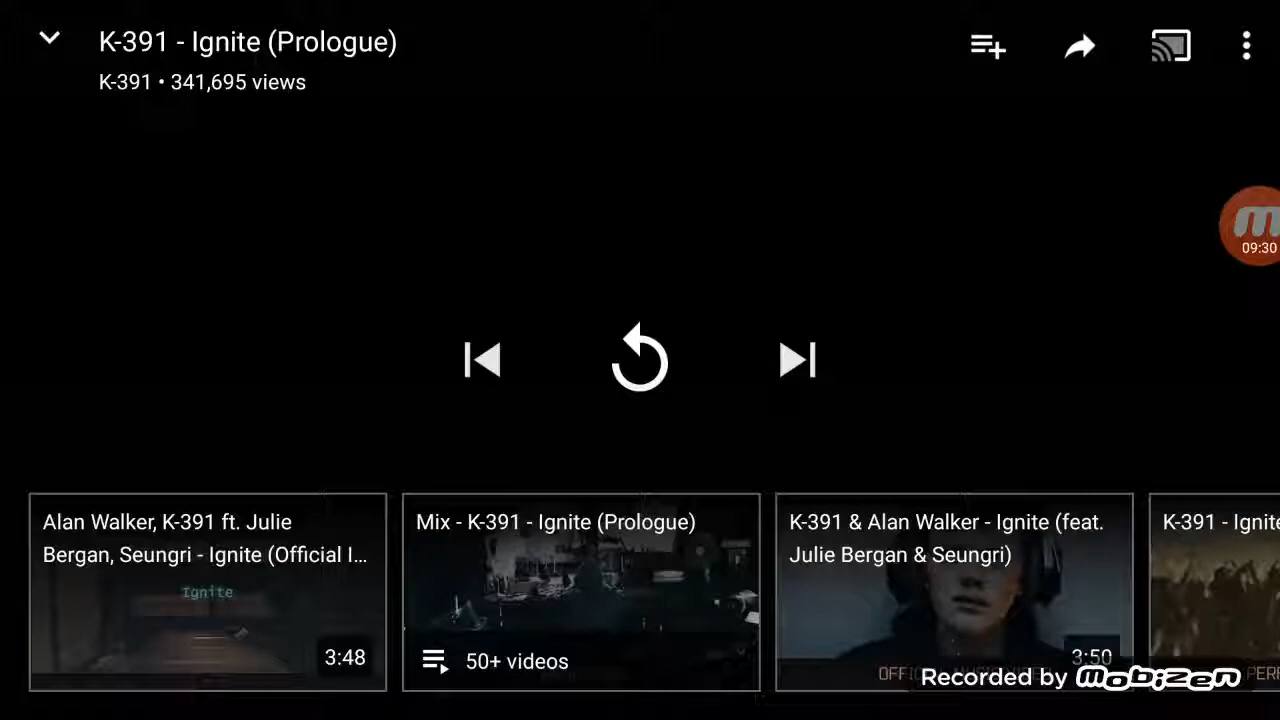 K-391 - Ignite (Prologue)
K-391 • 341,695 views
09:30
Alan Walker, K-391 ft. Julie
Bergan, Seungri - Ignite (Official I...
Ignite
3:48
Mix - K-391 - Ignite (Prologue)
50+ videos
K-391 & Alan Walker - Ignite (feat.
Julie Bergan & Seungri)
3:50
K-391 - Ignite
Recorded by mobizen